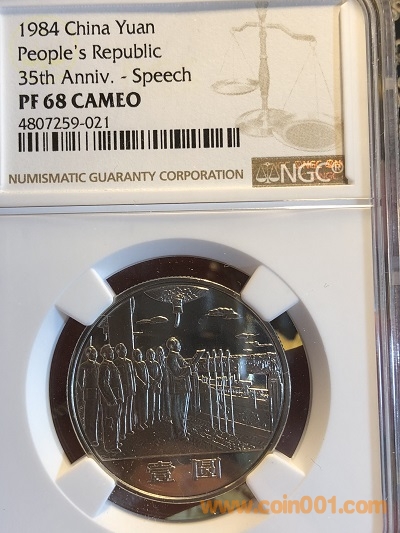 1984 China Yuan
People's Republic
35th Anniv. - Speech
PF 68 CAMEO
4807259-021
NUMISMATIC GUARANTY CORPORATION
NGC®
壹圆
www.coin001.com